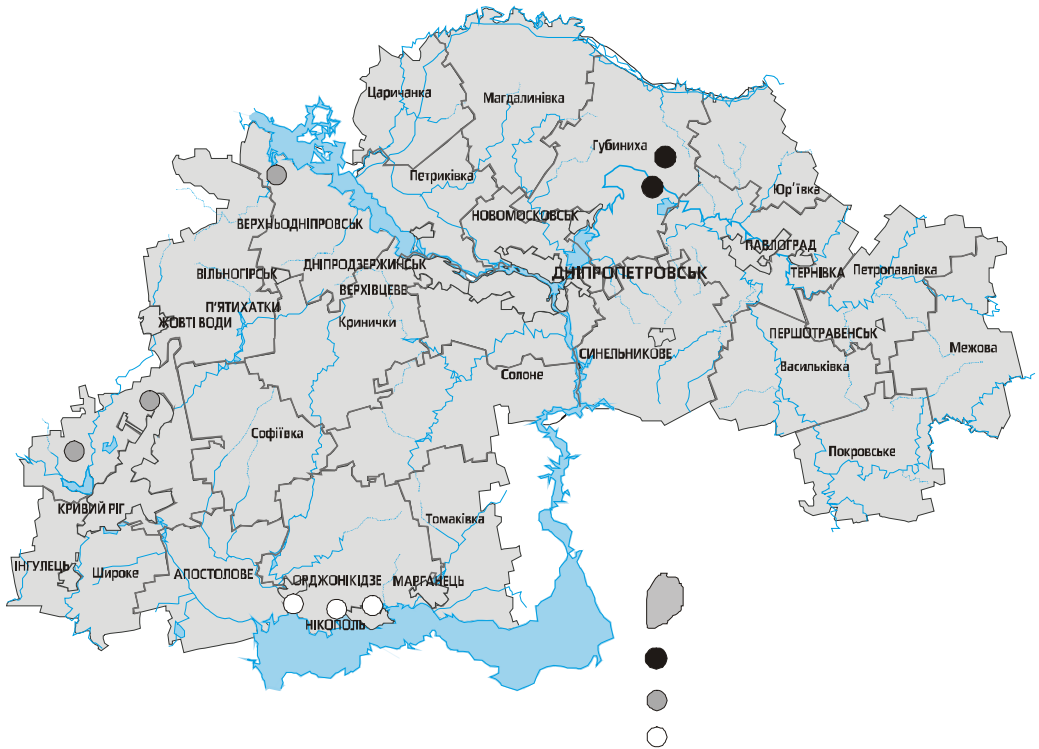 Царичанка
Магдалинівка
Губиниха
Петриківка
Юр'ївка
НОВОМОСКОВСЬК
ВЕРХНЬОДНІПРОВСЬК
ПАВЛОГРАД
ДНІПРОДЗЕРЖИНСЬК
ВІЛЬНОГІРСЬК
ДНІПРОПЕТРОВСЬК
ТЕРНІВКА
Петропавлівка
ВЕРХІВЦЕВЕ
П'ЯТИХАТКИ
ЖОВТІ ВОДИ
Кринички
ПЕРШОТРАВЕНСЬК
Межова
СИНЕЛЬНИКОВЕ
Васильківка
Солоне
Софіївка
Покровське
КРИВИЙ РІГ
Томаківка
ІНГУЛЕЦЬ
Широке
АПОСТОЛОВЕ
ОРДЖОНІКІДЗЕ
МАРГАНЕЦЬ
НІКОПОЛЬ